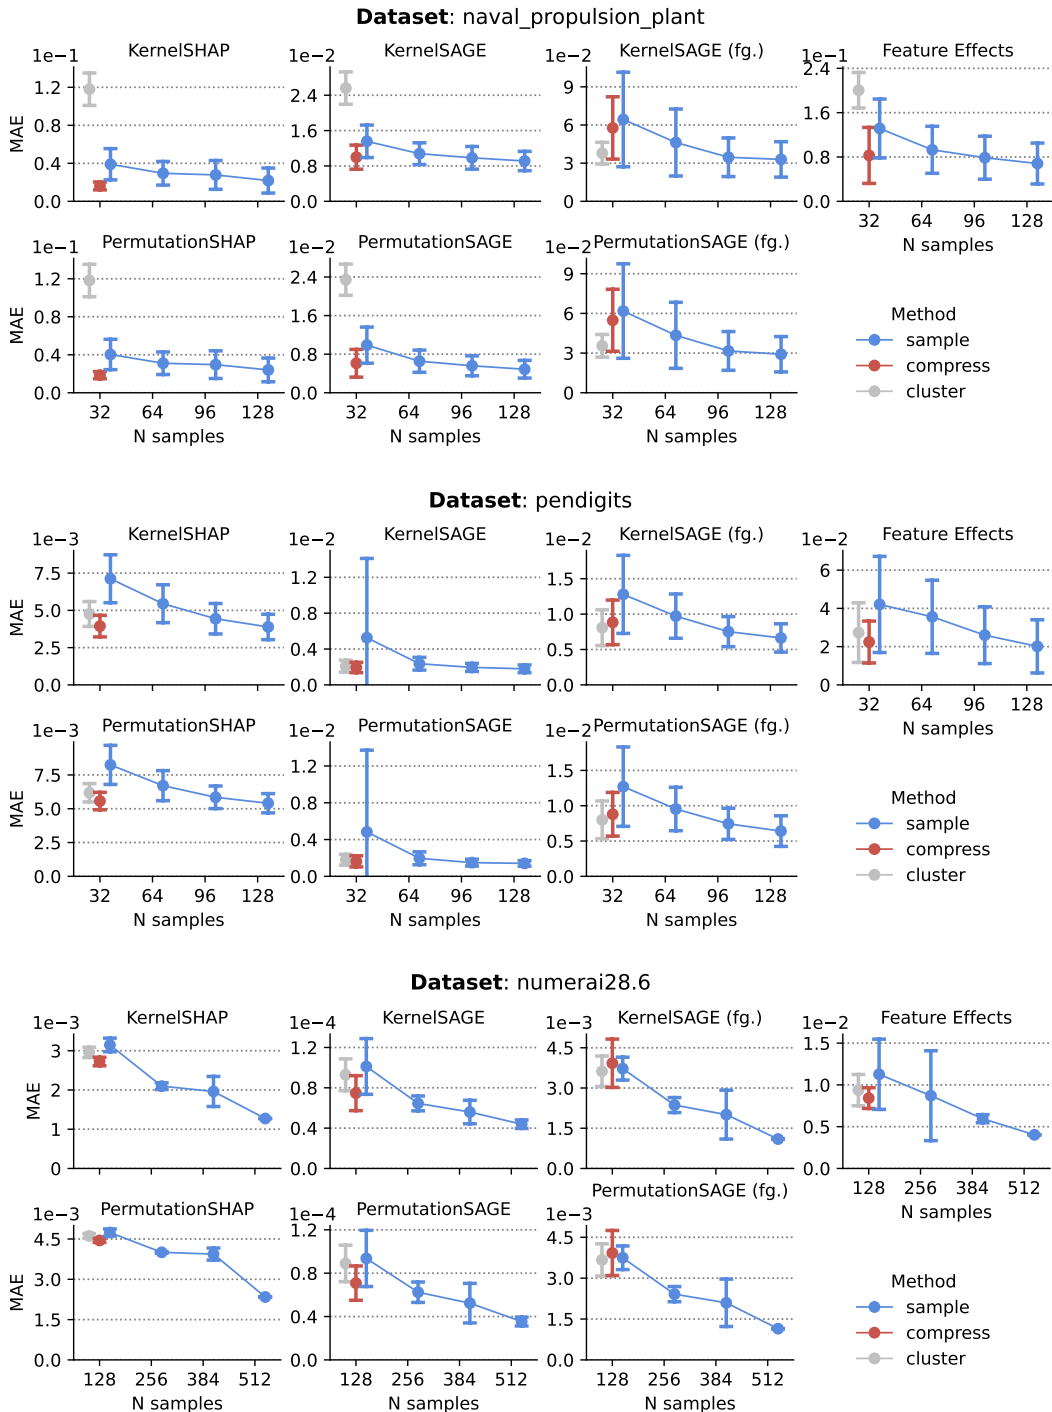 Dataset: naval_propulsion_plant
KernelSHAP KernelSAGE KernelSAGE (fg.) Feature Effects
1e−1 1e−2 1e−2 1e−1
MAE
1.2 2.4 9 2.4
0.8 1.6 6 1.6
0.4 0.8 3 0.8
0.0 0.0 0 0.0
32 64 96 128
N samples
PermutationSHAP PermutationSAGE PermutationSAGE (fg.)
1e−1 1e−2 1e−2
MAE
1.2 2.4 9
0.8 1.6 6
0.4 0.8 3
0.0 0.0 0
32 64 96 128 32 64 96 128 32 64 96 128
N samples N samples N samples
Method
sample
compress
cluster
Dataset: pendigits
KernelSHAP KernelSAGE KernelSAGE (fg.) Feature Effects
1e−3 1e−2 1e−2 1e−2
MAE
7.5 1.2 1.5 6
5.0 0.8 1.0 4
2.5 0.4 0.5 2
0.0 0.0 0.0 0
32 64 96 128
N samples
PermutationSHAP PermutationSAGE PermutationSAGE (fg.)
1e−3 1e−2 1e−2
MAE
7.5 1.2 1.5
5.0 0.8 1.0
2.5 0.4 0.5
0.0 0.0 0.0
32 64 96 128 32 64 96 128 32 64 96 128
N samples N samples N samples
Method
sample
compress
cluster
Dataset: numerai28.6
KernelSHAP KernelSAGE KernelSAGE (fg.) Feature Effects
1e−3 1e−4 1e−3 1e−2
MAE
3 1.2 4.5 1.5
2 0.8 3.0 1.0
1 0.4 1.5 0.5
0 0.0 0.0 0.0
128 256 384 512
N samples
PermutationSHAP PermutationSAGE PermutationSAGE (fg.)
1e−3 1e−4 1e−3
MAE
4.5 1.2 4.5
3.0 0.8 3.0
1.5 0.4 1.5
0.0 0.0 0.0
128 256 384 512 128 256 384 512 128 256 384 512
N samples N samples N samples
Method
sample
compress
cluster